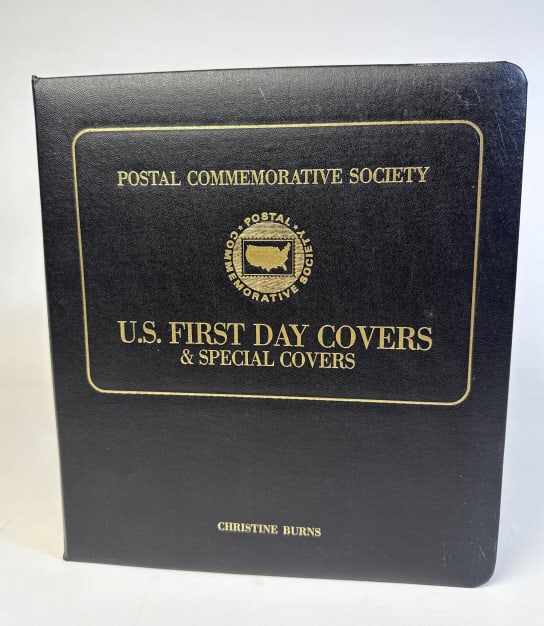 POSTAL COMMEMORATIVE SOCIETY
POSTAL
COMMEMORATIVE SOCIETY
U.S. FIRST DAY COVERS
& SPECIAL COVERS
CHRISTINE BURNS